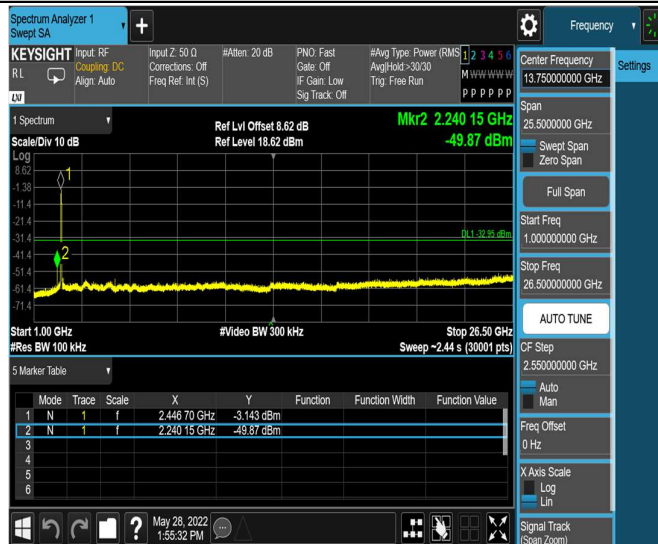 Spectrum Analyzer 1
Swept SA
Frequency
KEYSIGHT
RL
LXI
Input: RF
Coupling: DC
Align: Auto
Input Z: 50 Ω
Corrections: Off
Freq Ref: Int (S)
#Atten: 20 dB
PNO: Fast
Gate: Off
IF Gain: Low
Sig Track: Off
#Avg Type: Power (RMS
Avg|Hold:>30/30
Trig: Free Run
1 2 3 4 5 6
M W W W W W
P P P P P P
Center Frequency
13.750000000 GHz
Settings
Span
25.5000000 GHz
Swept Span
Zero Span
Full Span
Start Freq
1.000000000 GHz
Stop Freq
26.500000000 GHz
AUTO TUNE
CF Step
2.550000000 GHz
Auto
Man
Freq Offset
0 Hz
X Axis Scale
Log
Lin
Signal Track
(Span Zoom)
1 Spectrum
Scale/Div 10 dB
Ref Lvl Offset 8.62 dB
Ref Level 18.62 dBm
Mkr2 2.240 15 GHz
-49.87 dBm
Log
8.62
-1.38
-11.4
-21.4
-31.4
-41.4
-51.4
-61.4
-71.4
1
2
DL1 -32.95 dBm
Start 1.00 GHz
#Video BW 300 kHz
Stop 26.50 GHz
#Res BW 100 kHz
Sweep ~2.44 s (30001 pts)
5 Marker Table
Mode Trace Scale X Y Function Function Width Function Value
1 N 1 f 2.446 70 GHz -3.143 dBm
2 N 1 f 2.240 15 GHz -49.87 dBm
3
4
5
6
?
May 28, 2022
1:55:32 PM